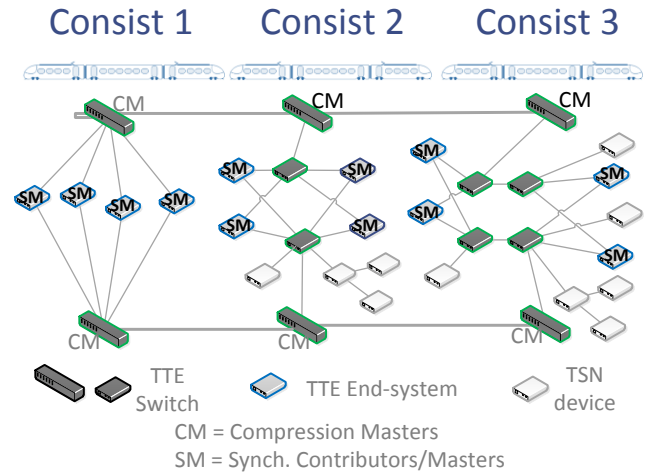 Consist 1
Consist 2
Consist 3
CM
CM
CM
SM
SM
SM
SM
SM
SM
SM
SM
SM
SM
SM
SM
CM
CM
CM
TTE
Switch
TTE End-system
TSN
device
CM = Compression Masters
SM = Synch. Contributors/Masters